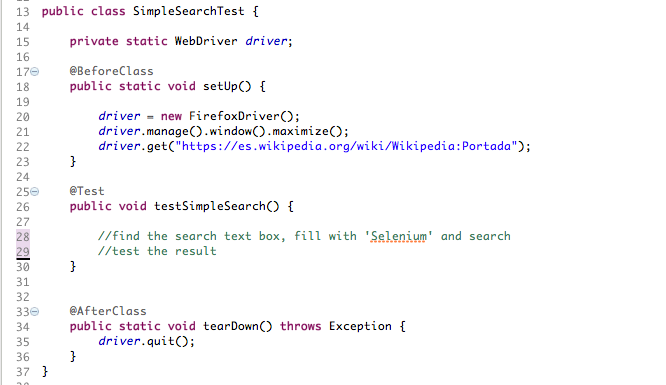 13 public class SimpleSearchTest {
14
15     private static WebDriver driver;
16
17     @BeforeClass
18     public static void setUp() {
19
20         driver = new FirefoxDriver();
21         driver.manage().window().maximize();
22         driver.get("https://es.wikipedia.org/wiki/Wikipedia:Portada");
23     }
24
25     @Test
26     public void testSimpleSearch() {
27
28         //find the search text box, fill with 'Selenium' and search
29         //test the result
30     }
31
32
33     @AfterClass
34     public static void tearDown() throws Exception {
35         driver.quit();
36     }
37 }